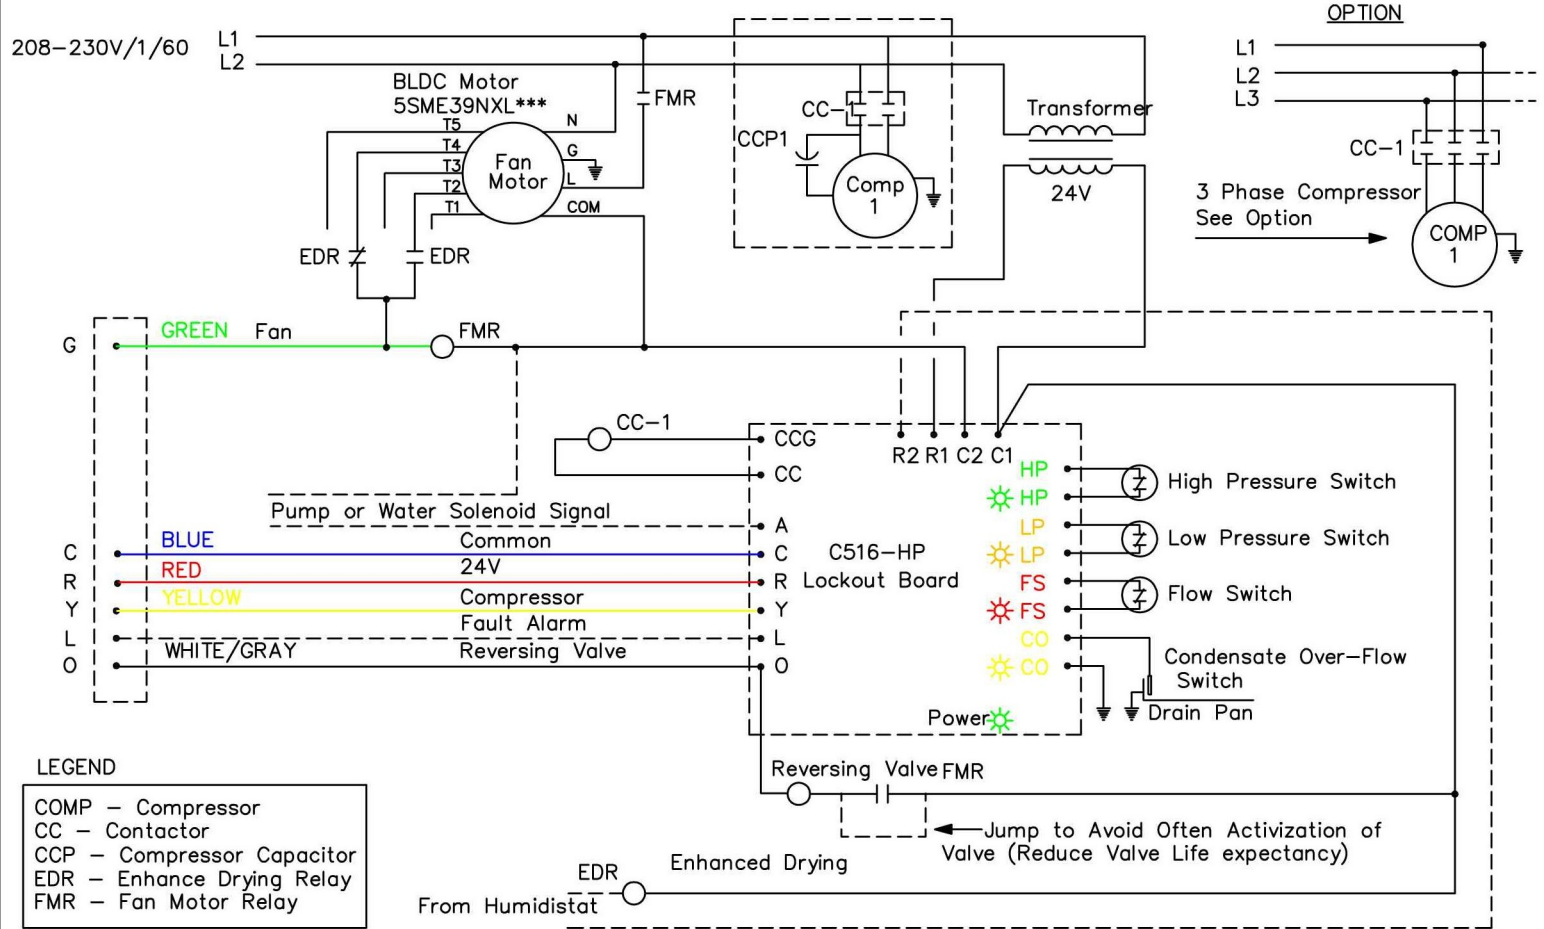 OPTION
208-230V/1/60
L1
L2
BLDC Motor
5SME39NXL***
T5
T4
T3
T2
T1
Fan
Motor
N
G
L
COM
FMR
EDR
EDR
CC-1
CCP1
Comp
1
Transformer
24V
L1
L2
L3
CC-1
3 Phase Compressor
See Option
COMP
1
G
GREEN Fan
FMR
CC-1
CCG
CC
R2 R1 C2 C1
Pump or Water Solenoid Signal
A
C
BLUE
Common
C
R
RED
24V
R
Y
YELLOW
Compressor
Y
L
Fault Alarm
L
O
WHITE/GRAY
Reversing Valve
O
C516-HP
Lockout Board
HP
HP
High Pressure Switch
LP
LP
Low Pressure Switch
FS
FS
Flow Switch
CO
CO
Condensate Over-Flow
Switch
Drain Pan
Power
Reversing Valve FMR
Jump to Avoid Often Activization of
Valve (Reduce Valve Life expectancy)
EDR
Enhanced Drying
From Humidistat
LEGEND
COMP - Compressor
CC - Contactor
CCP - Compressor Capacitor
EDR - Enhance Drying Relay
FMR - Fan Motor Relay